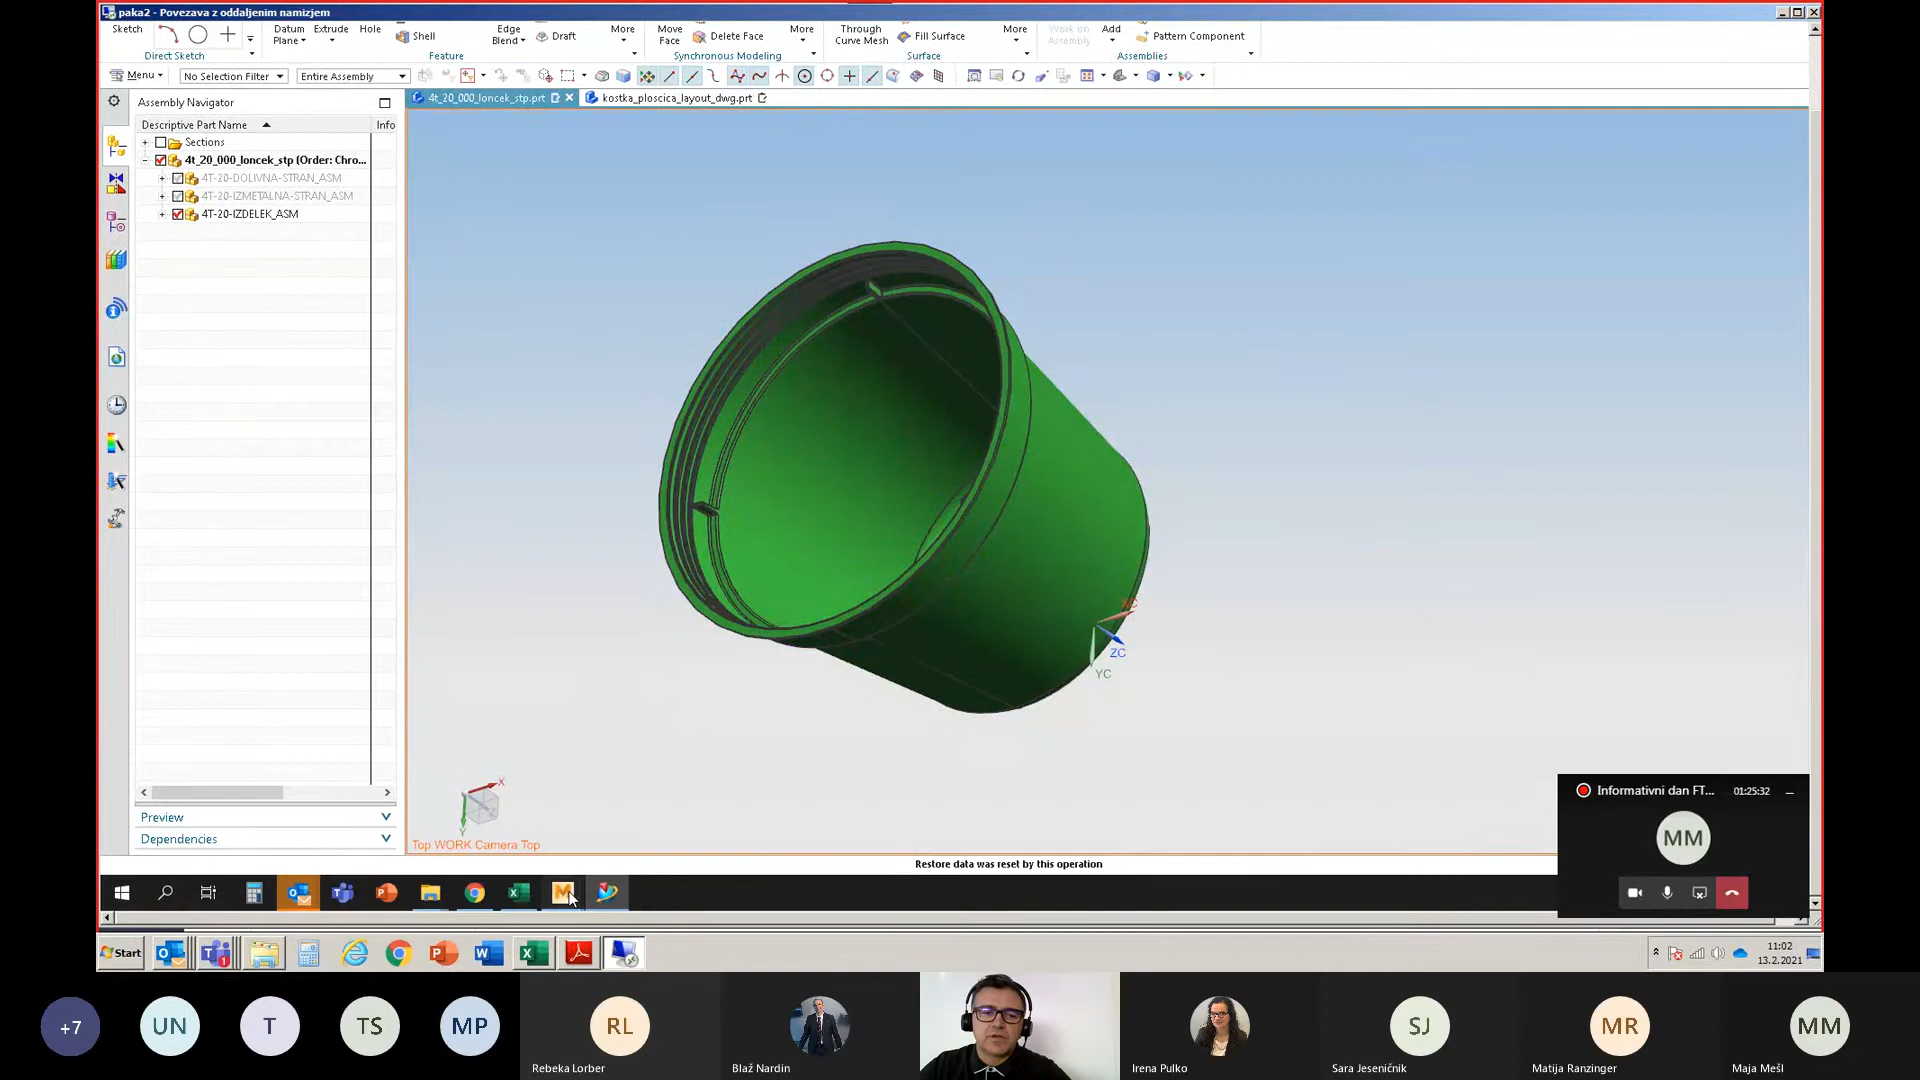 paka2 - Povezava z oddaljenim namizjem
Sketch
Datum Plane
Extrude
Hole
Shell
Edge Blend
Draft
More
Move Face
Delete Face
More
Through Curve Mesh
Fill Surface
More
Work on Assembly
Add
Pattern Component
Direct Sketch
Feature
Synchronous Modeling
Surface
Assemblies
Menu
No Selection Filter
Entire Assembly
Assembly Navigator
4t_20_000_loncek_stp.prt
kostka_ploscica_layout_dwg.prt
Descriptive Part Name
Info
Sections
4t_20_000_loncek_stp (Order: Chro...
4T-20-DOLIVNA-STRAN_ASM
4T-20-IZMETALNA-STRAN_ASM
4T-20-IZDELEK_ASM
XC
ZC
YC
X
Y
Preview
Dependencies
Top WORK Camera Top
Restore data was reset by this operation
Informativni dan FT...
01:25:32
MM
Start
11:02
13.2.2021
+7
UN
T
TS
MP
RL
SJ
MR
MM
Rebeka Lorber
Blaž Nardin
Irena Pulko
Sara Jeseničnik
Matija Ranzinger
Maja Mešl